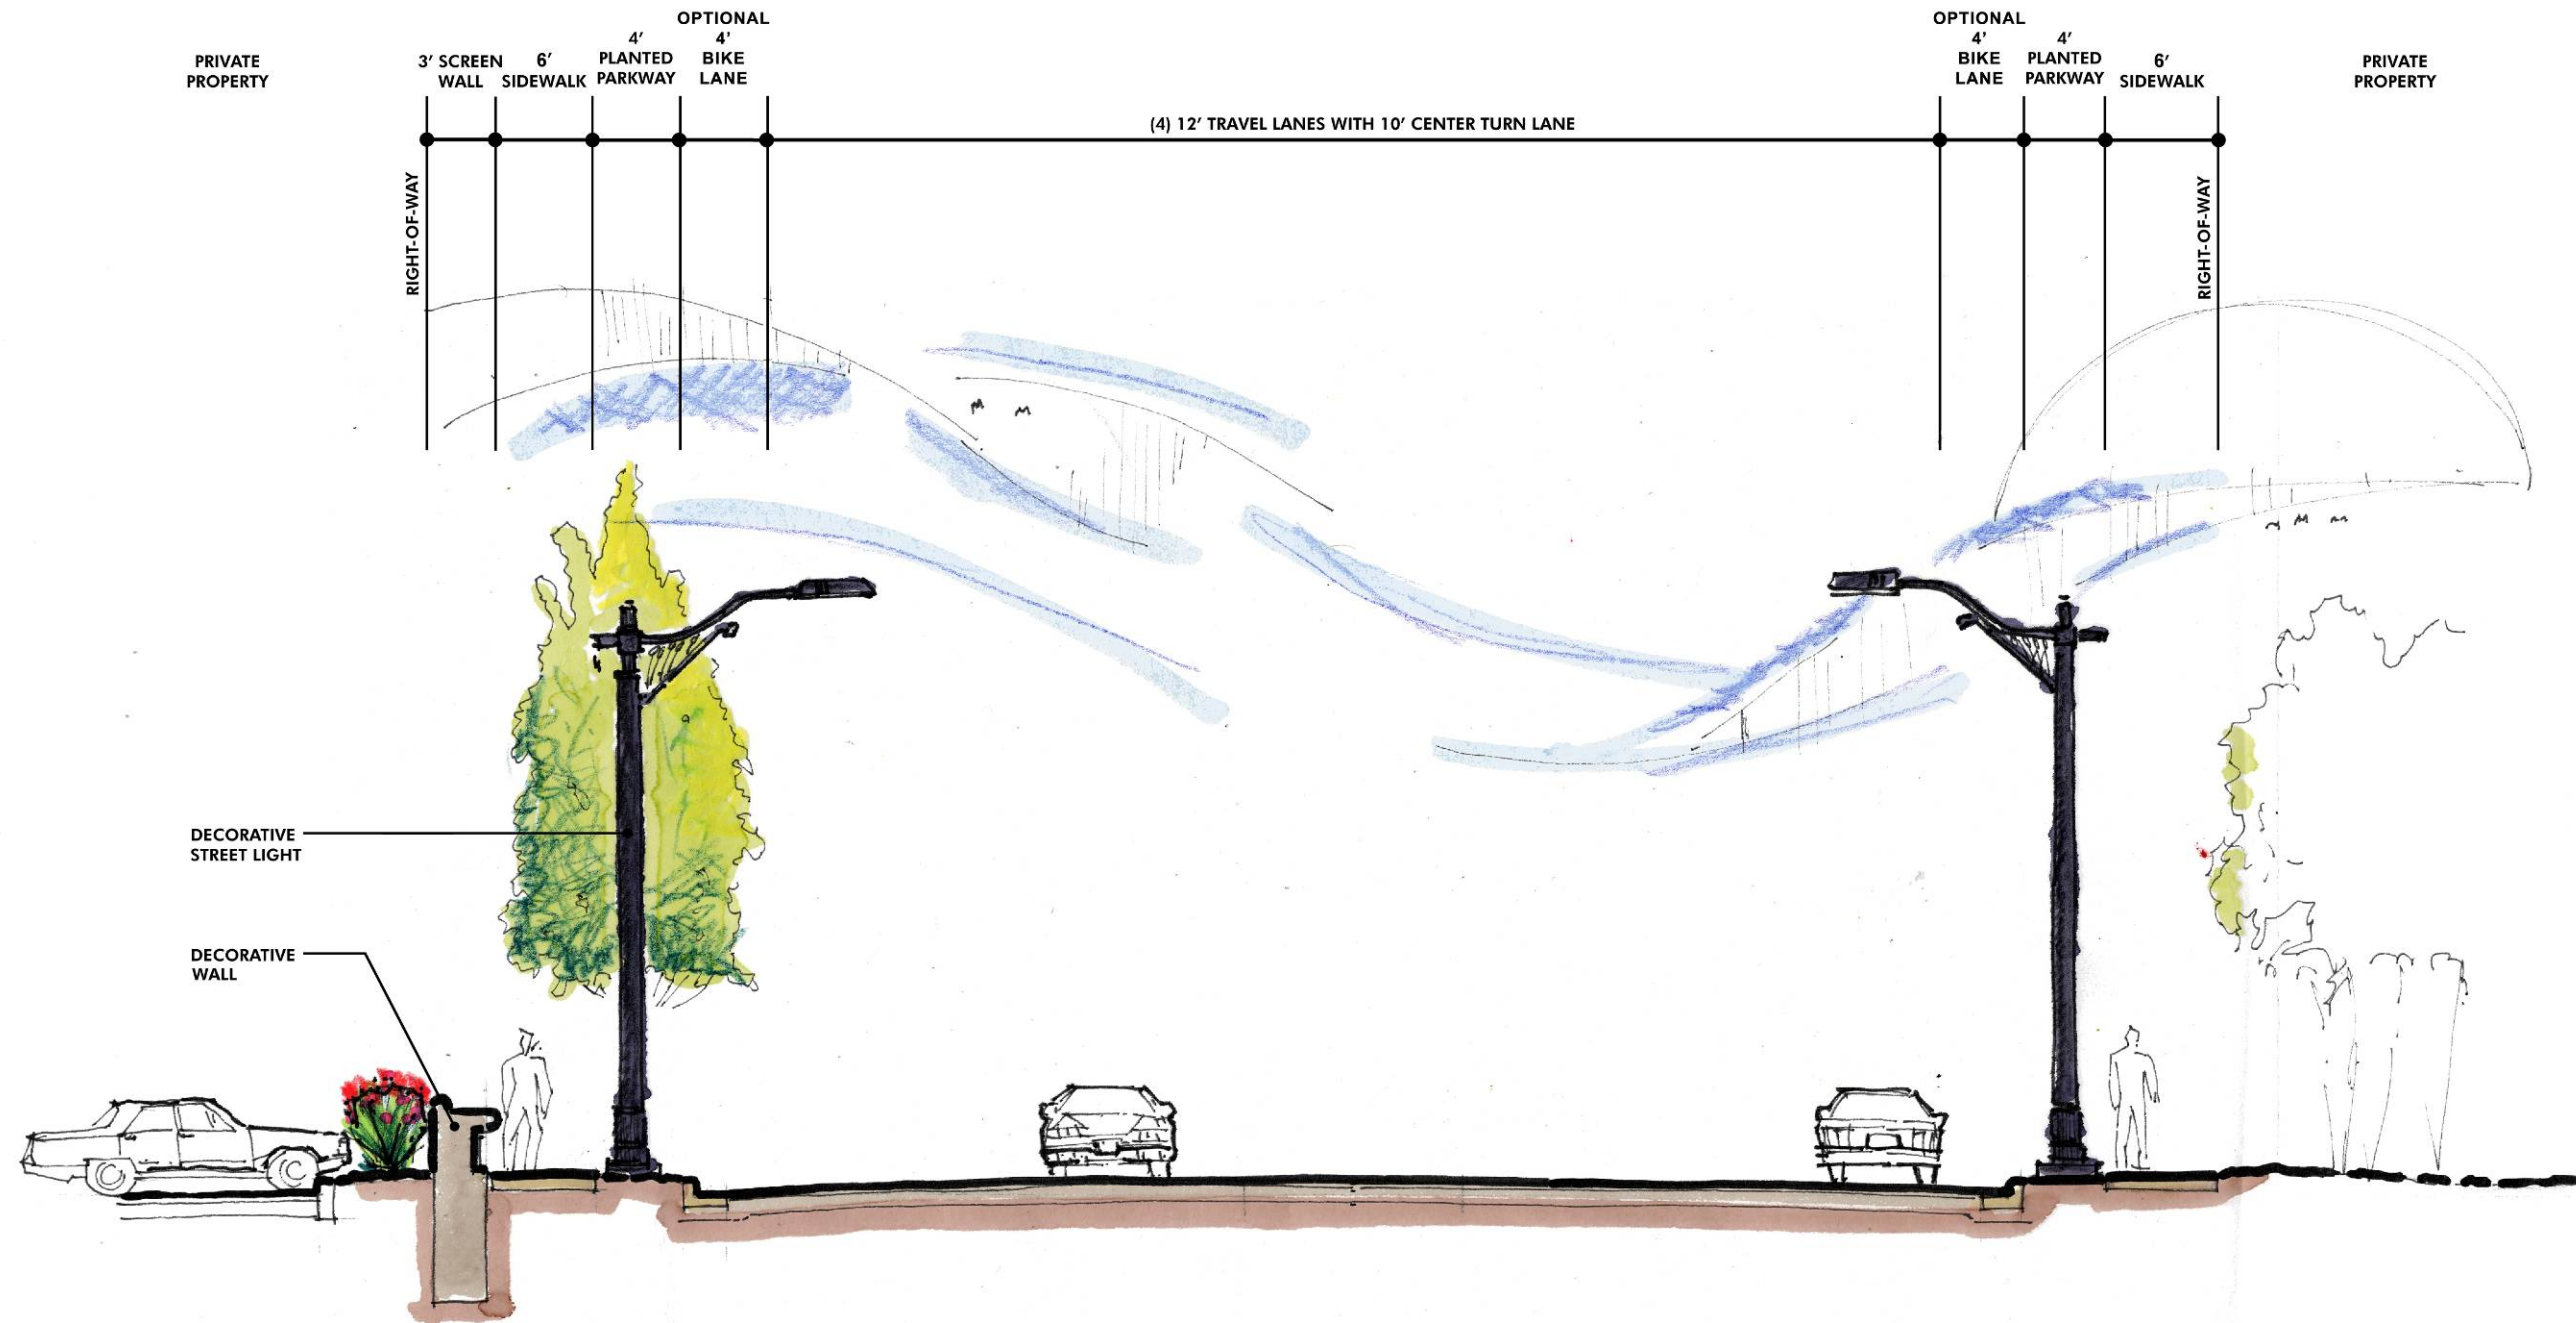 PRIVATE
PROPERTY
3' SCREEN
WALL
6'
SIDEWALK
4'
PLANTED
PARKWAY
OPTIONAL
4'
BIKE
LANE
(4) 12' TRAVEL LANES WITH 10' CENTER TURN LANE
OPTIONAL
4'
BIKE
LANE
4'
PLANTED
PARKWAY
6'
SIDEWALK
PRIVATE
PROPERTY
RIGHT-OF-WAY
RIGHT-OF-WAY
DECORATIVE
STREET LIGHT
DECORATIVE
WALL